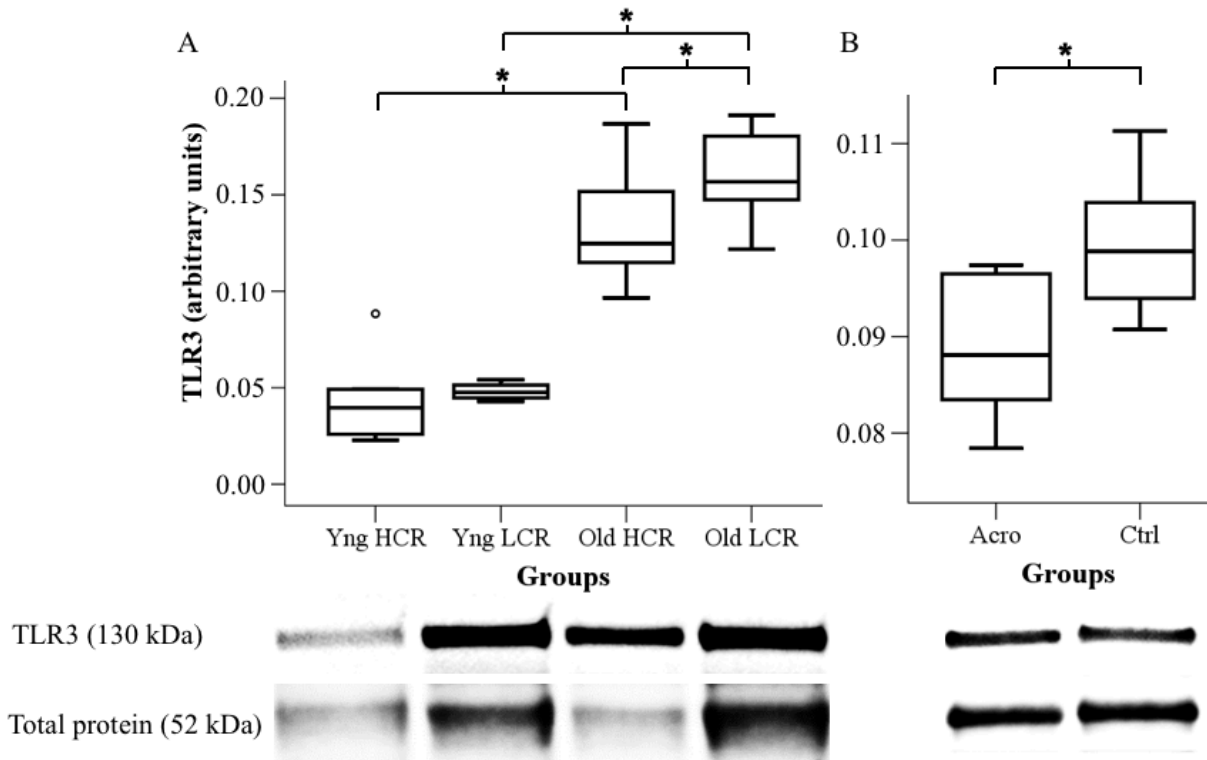 A
B
*
*
*
*
TLR3 (arbitrary units)
0.20
0.15
0.10
0.05
0.00
0.11
0.10
0.09
0.08
Yng HCR Yng LCR Old HCR Old LCR
Groups
Acro Ctrl
Groups
TLR3 (130 kDa)
Total protein (52 kDa)